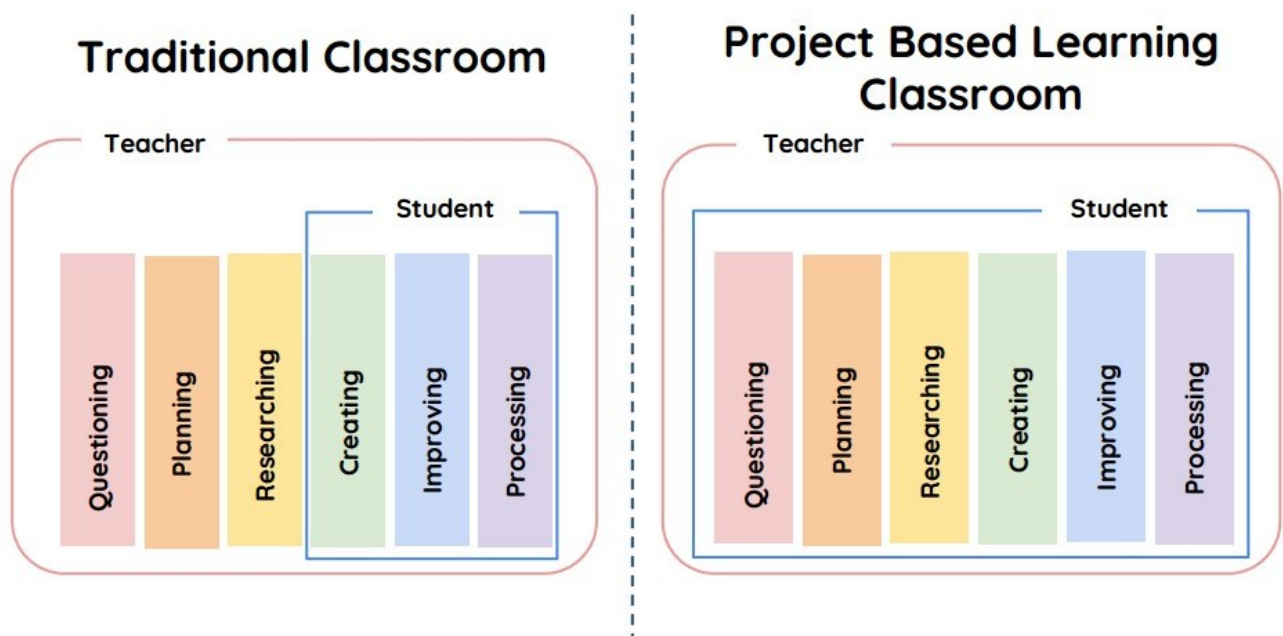 Traditional Classroom
Teacher
Student
Questioning
Planning
Researching
Creating
Improving
Processing
Project Based Learning
Classroom
Teacher
Student
Questioning
Planning
Researching
Creating
Improving
Processing